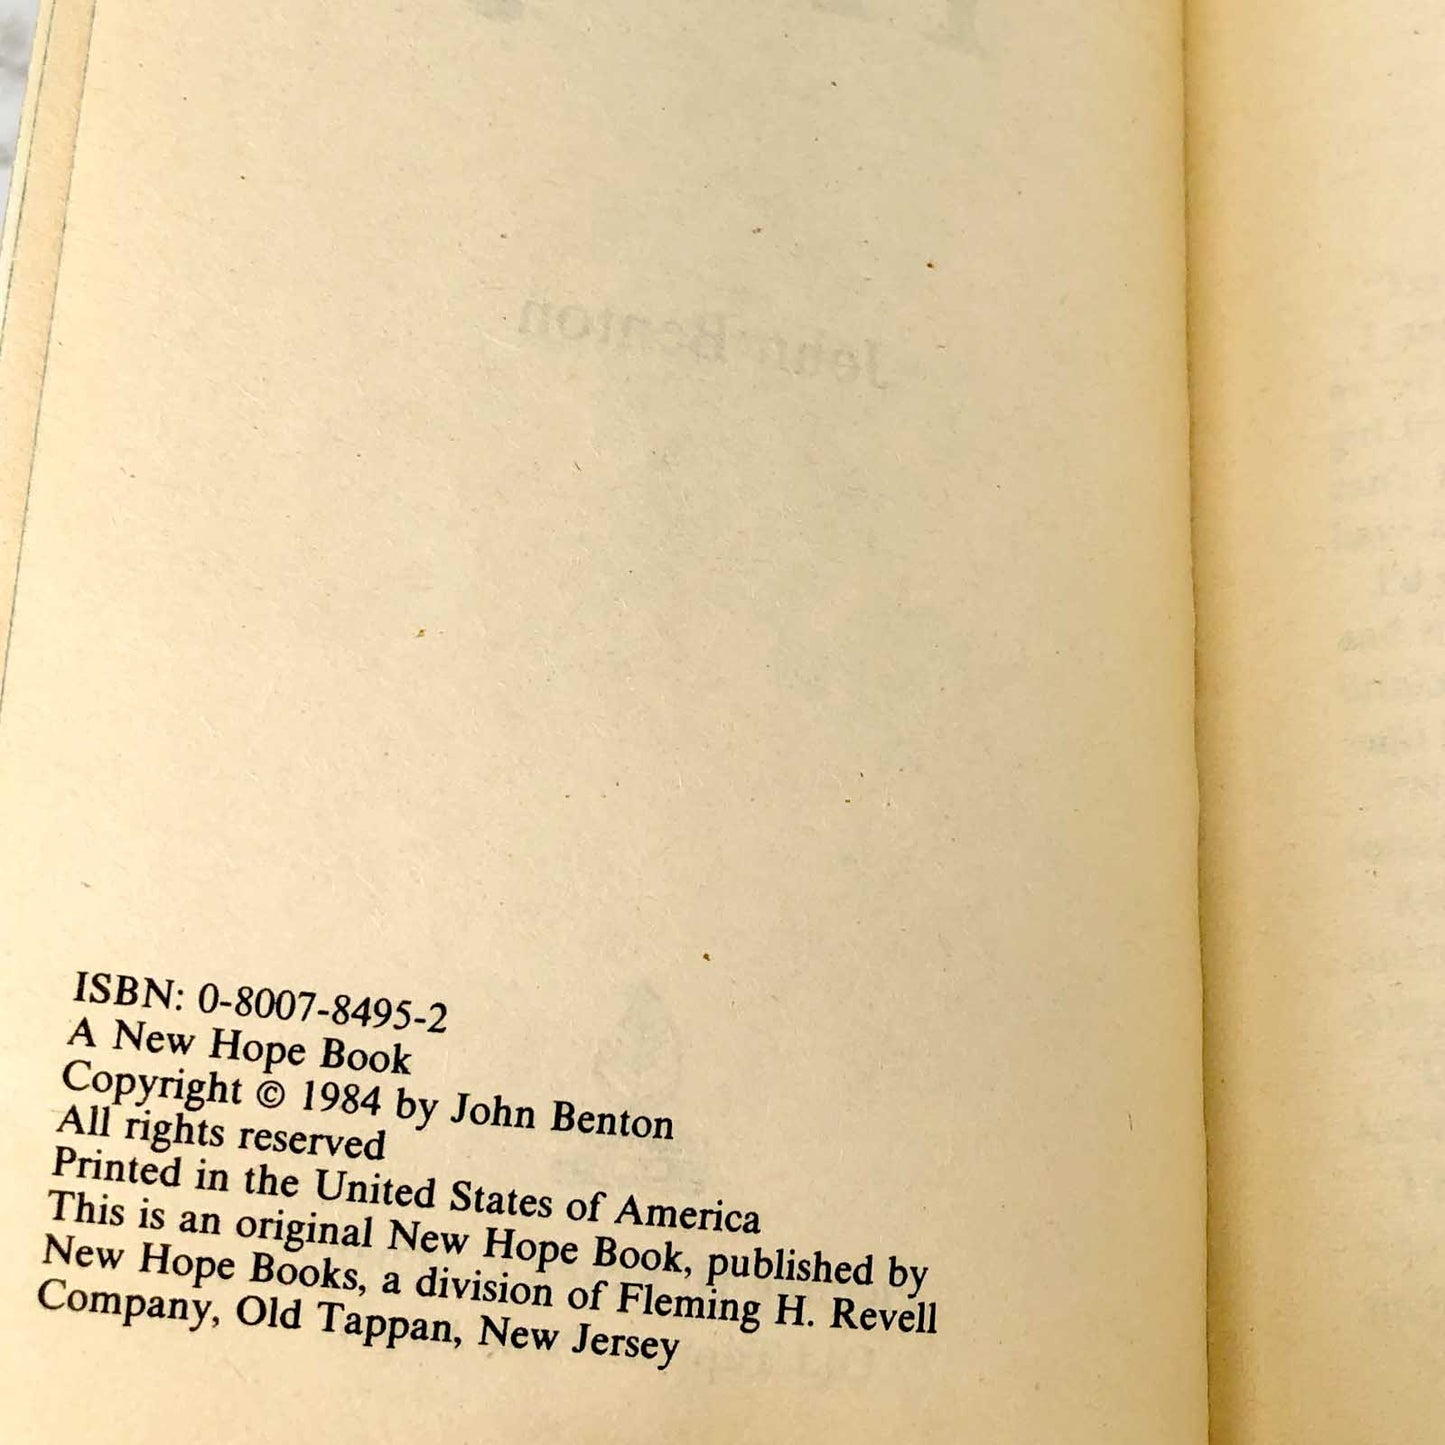 John Benton
ISBN: 0-8007-8495-2
A New Hope Book
Copyright © 1984 by John Benton
All rights reserved
Printed in the United States of America
This is an original New Hope Book, published by
New Hope Books, a division of Fleming H. Revell
Company, Old Tappan, New Jersey